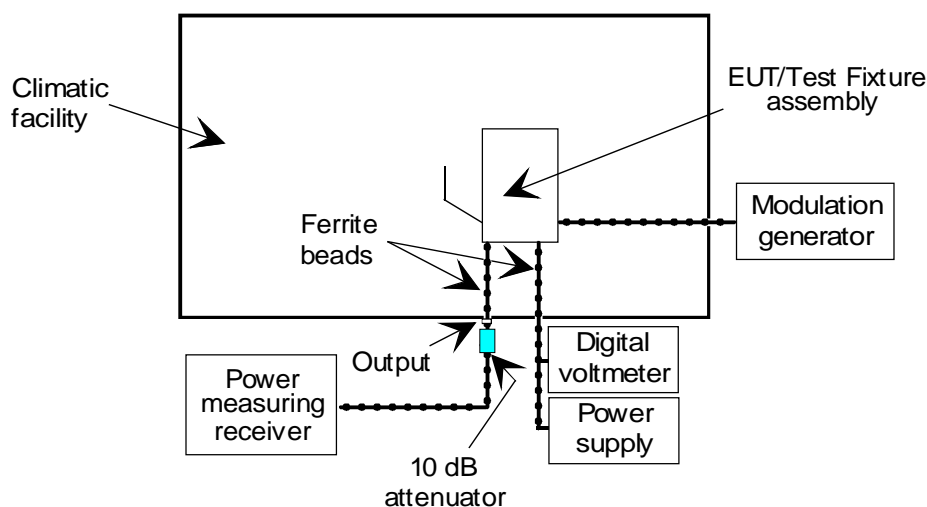 Climatic
facility
EUT/Test Fixture
assembly
Ferrite
beads
Modulation
generator
Output
Digital
voltmeter
Power
measuring
receiver
Power
supply
10 dB
attenuator